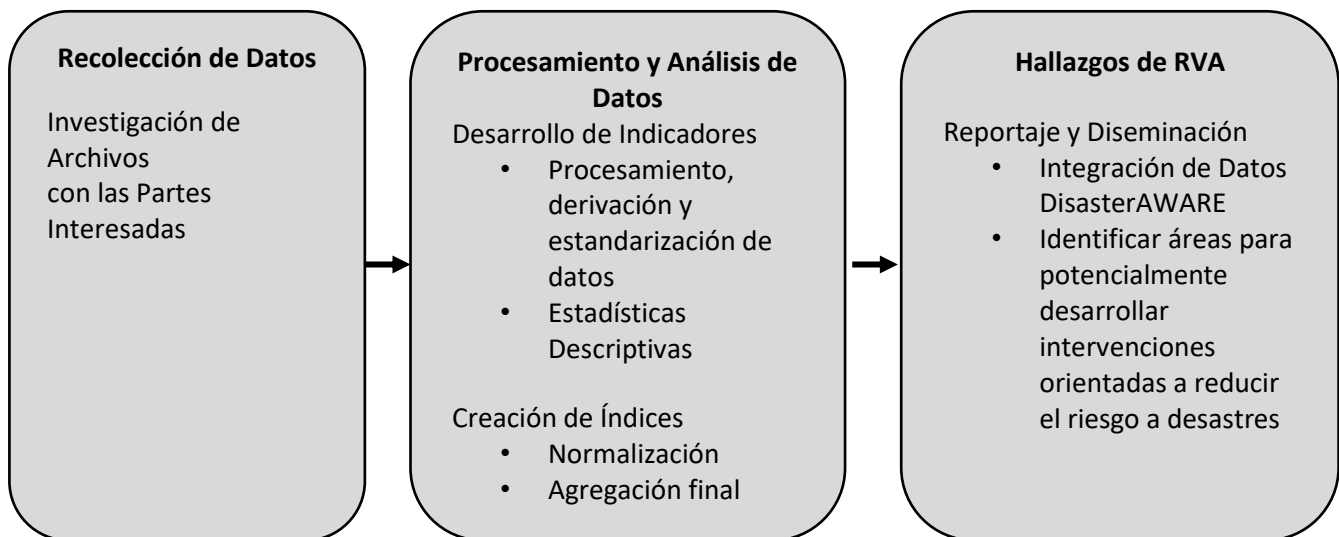 Recolección de Datos
Investigación de
Archivos
con las Partes
Interesadas
Procesamiento y Análisis de
Datos
Desarrollo de Indicadores
• Procesamiento,
derivación y
estandarización de
datos
• Estadísticas
Descriptivas
Creación de Índices
• Normalización
• Agregación final
Hallazgos de RVA
Reportaje y Diseminación
• Integración de Datos
DisasterAWARE
• Identificar áreas para
potencialmente
desarrollar
intervenciones
orientadas a reducir
el riesgo a desastres